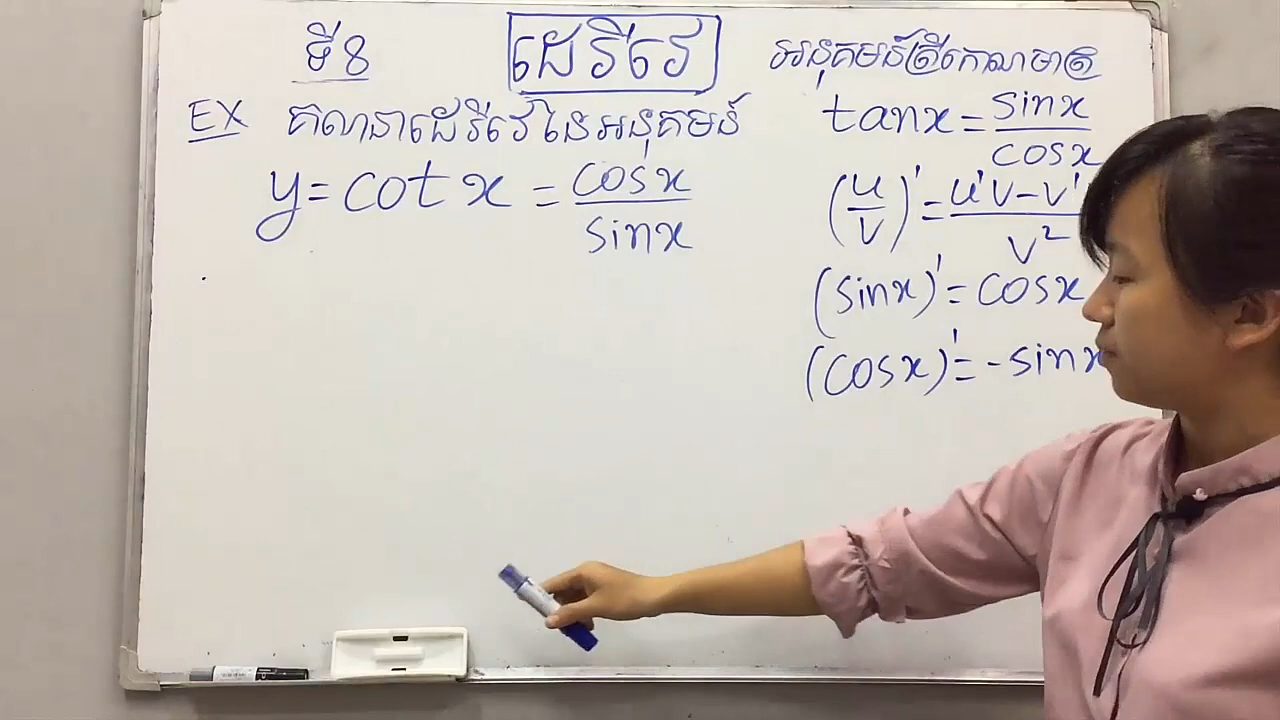 ទី 8
ដេរីវេ
អនុគមន៍ត្រីកោណមាត្រ
EX គណនាដេរីវេនៃអនុគមន៍
y = cot x = cosx / sinx
tanx = sinx / cosx
(u/v)' = u'v - v' / v²
(sinx)' = cosx
(cosx)' = -sinx